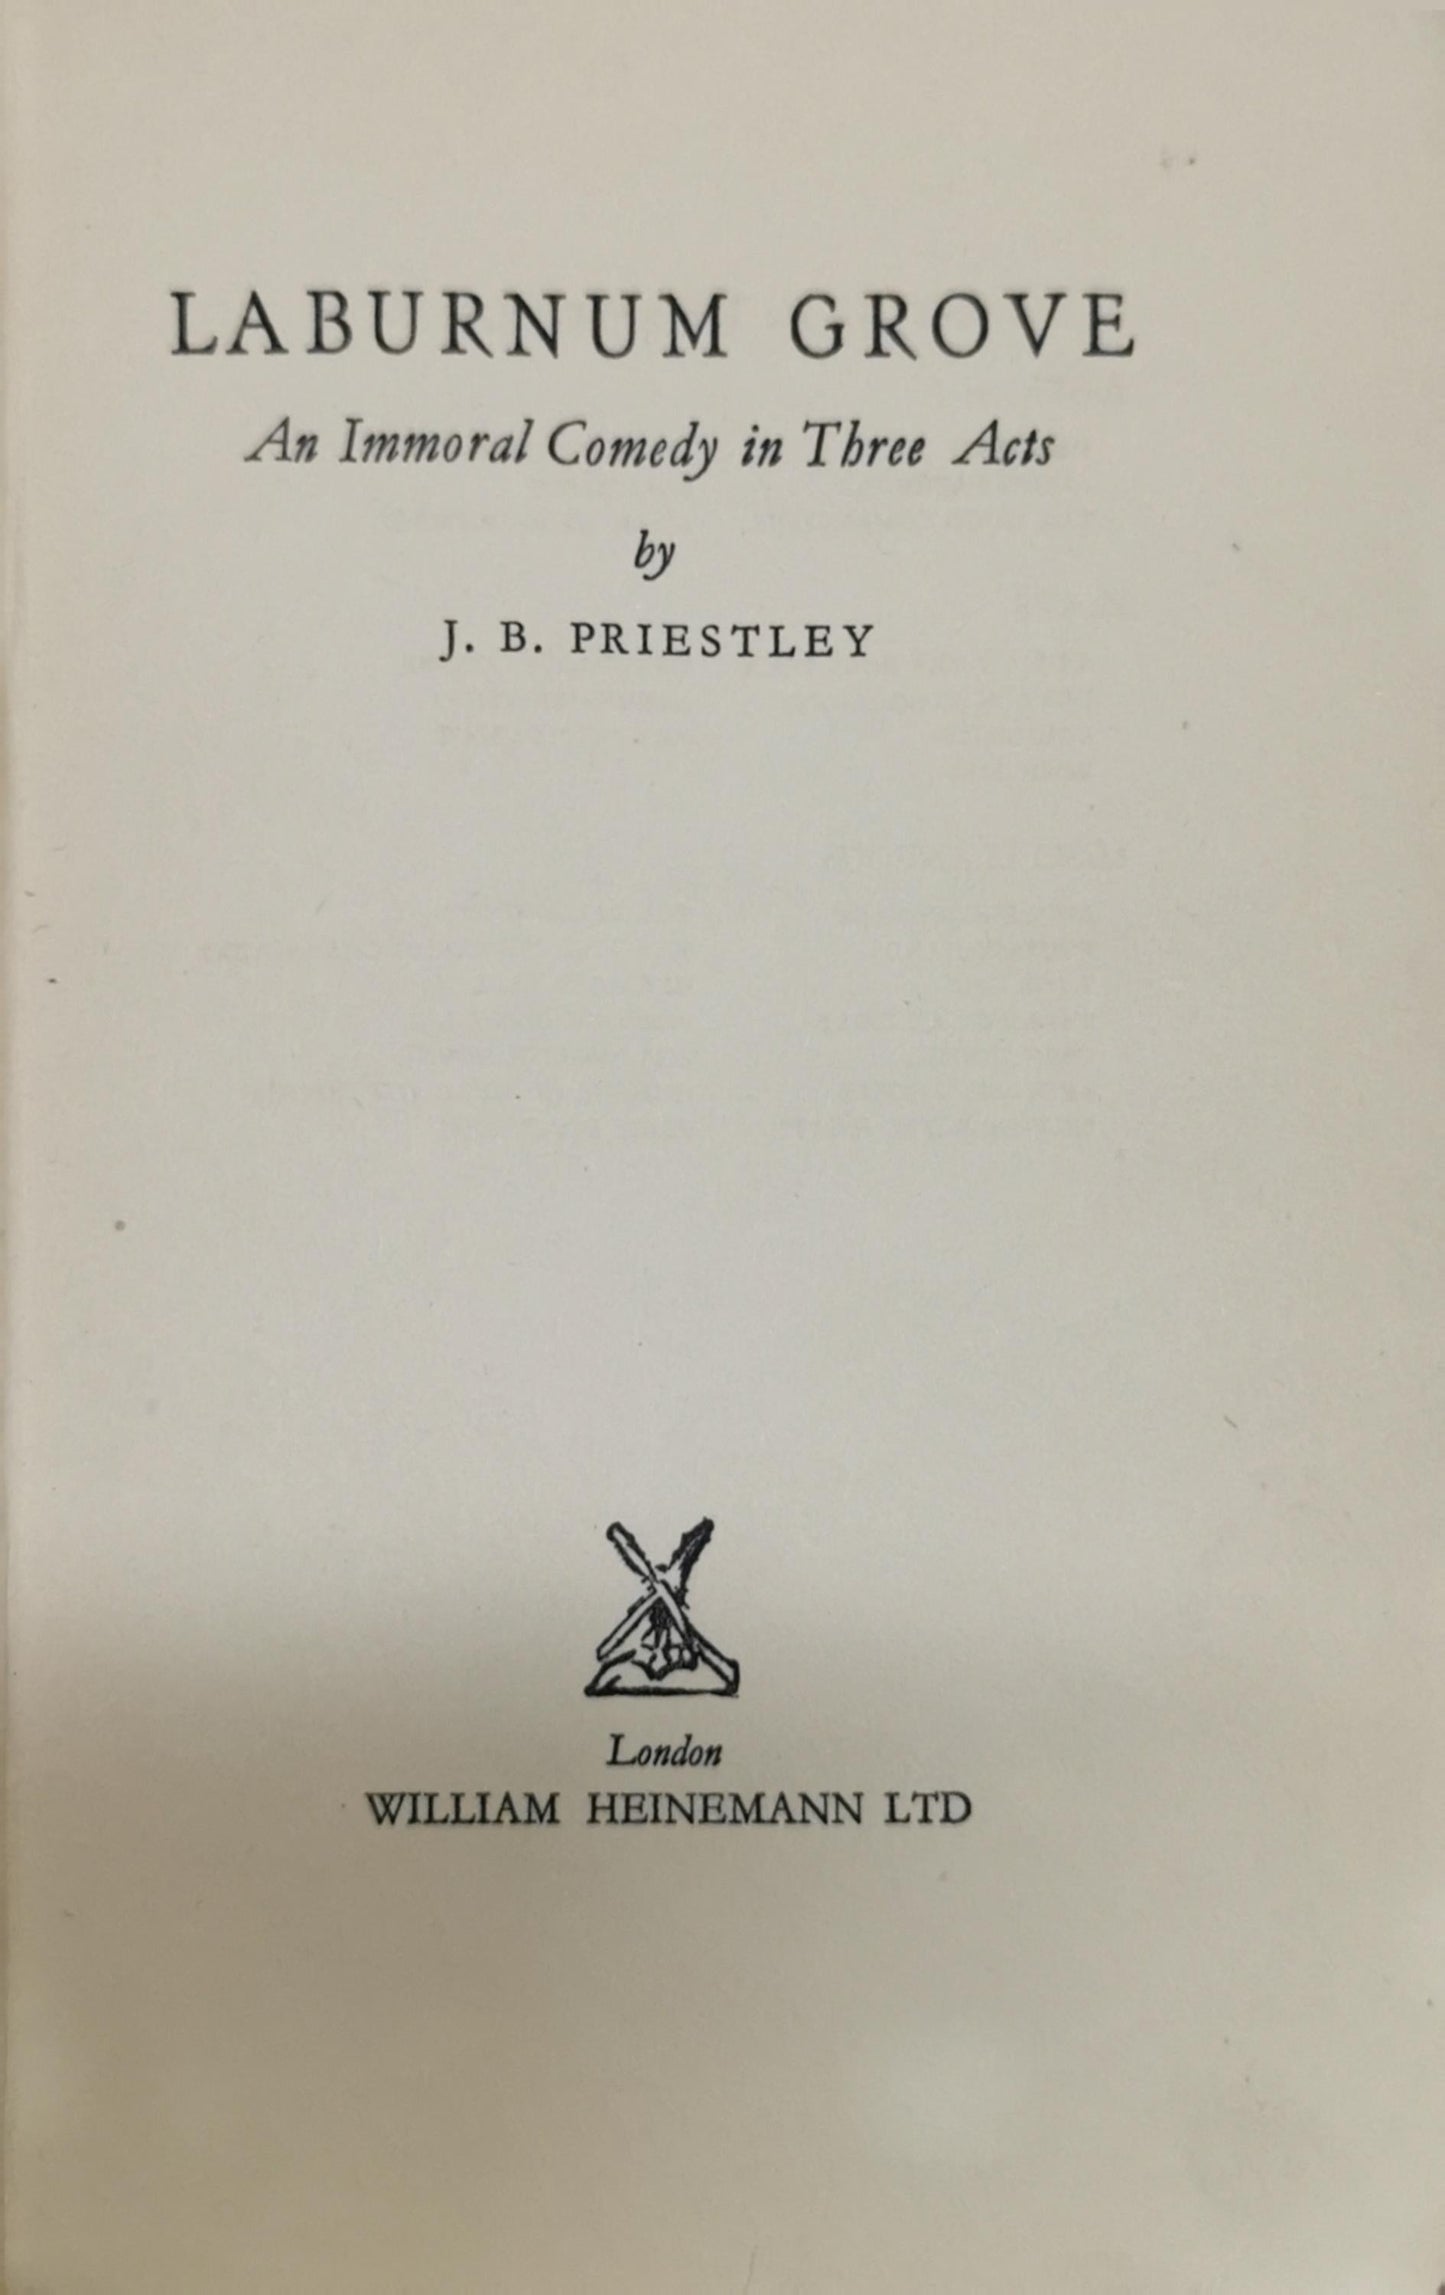 LABURNUM GROVE
An Immoral Comedy in Three Acts
by
J. B. PRIESTLEY
London
WILLIAM HEINEMANN LTD